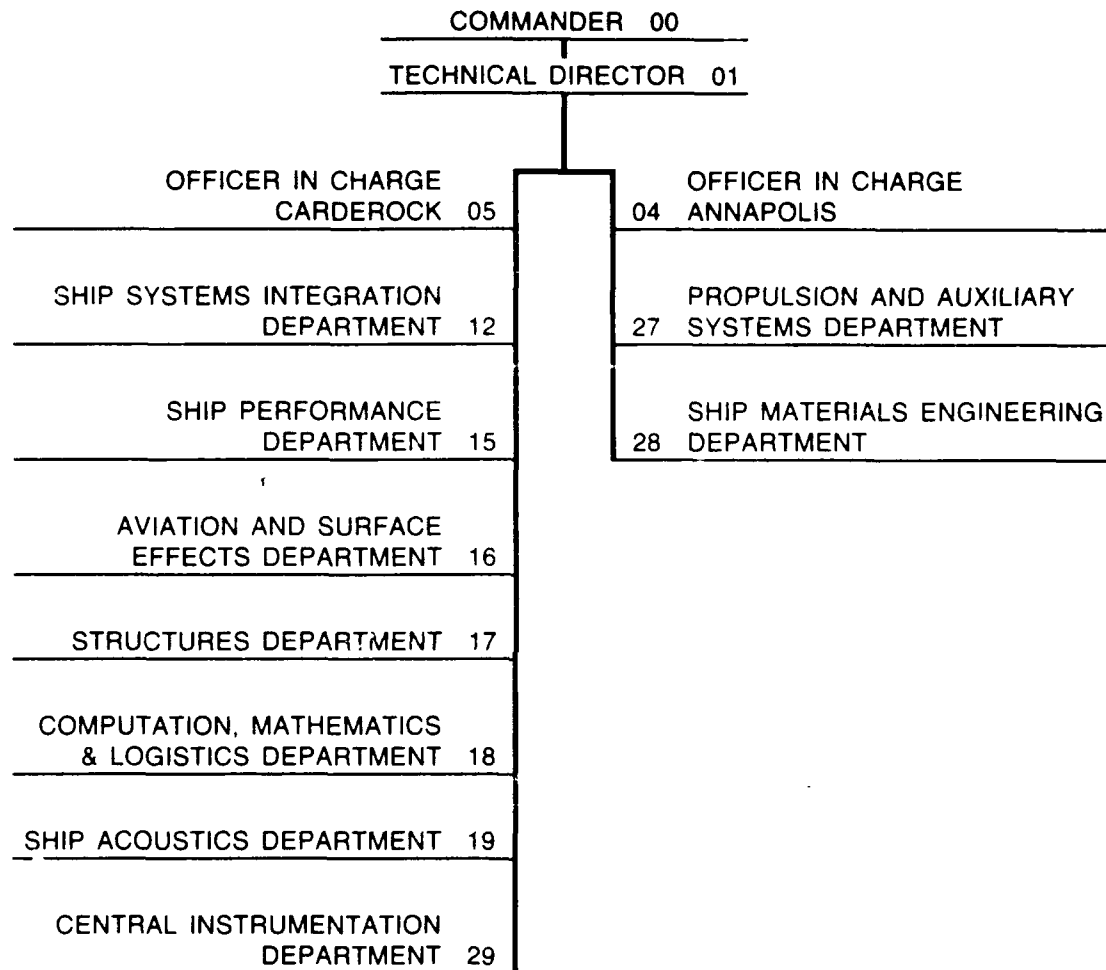 COMMANDER 00
TECHNICAL DIRECTOR 01
OFFICER IN CHARGE
CARDEROCK 05
OFFICER IN CHARGE
04 ANNAPOLIS
SHIP SYSTEMS INTEGRATION
DEPARTMENT 12
PROPULSION AND AUXILIARY
27 SYSTEMS DEPARTMENT
SHIP PERFORMANCE
DEPARTMENT 15
SHIP MATERIALS ENGINEERING
28 DEPARTMENT
AVIATION AND SURFACE
EFFECTS DEPARTMENT 16
STRUCTURES DEPARTMENT 17
COMPUTATION, MATHEMATICS
& LOGISTICS DEPARTMENT 18
SHIP ACOUSTICS DEPARTMENT 19
CENTRAL INSTRUMENTATION
DEPARTMENT 29